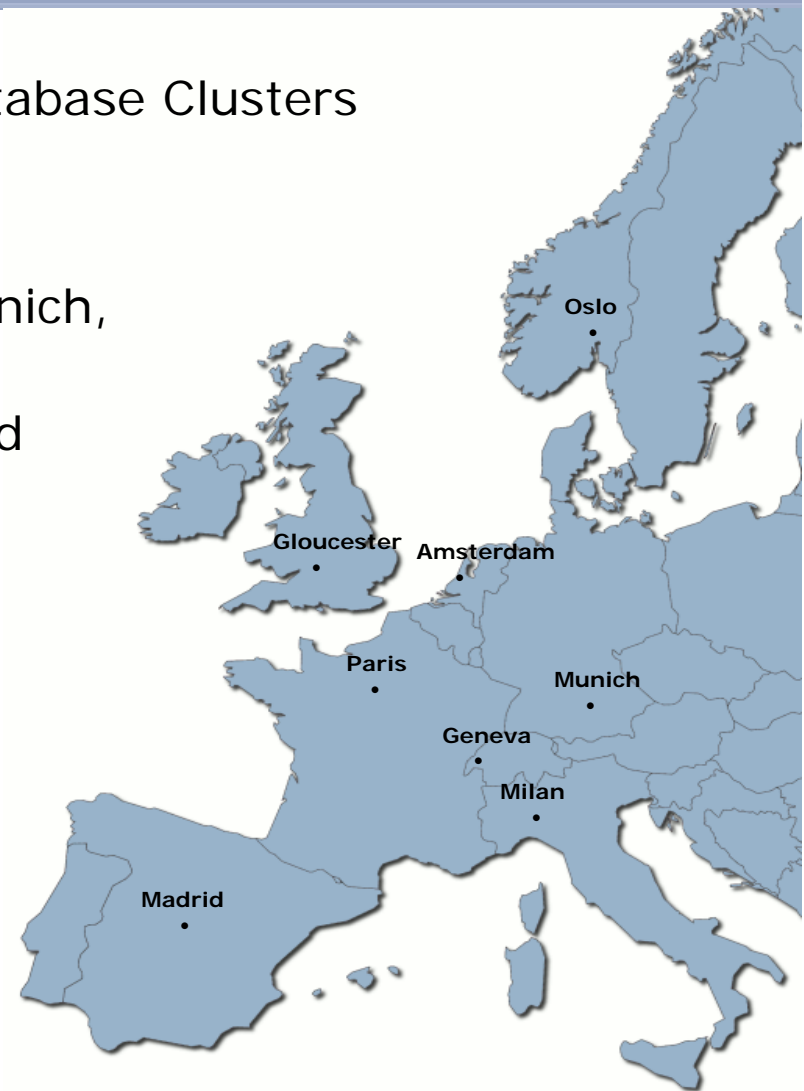 tabase Clusters
nich,
d
Oslo
Gloucester
Amsterdam
Paris
Munich
Geneva
Milan
Madrid